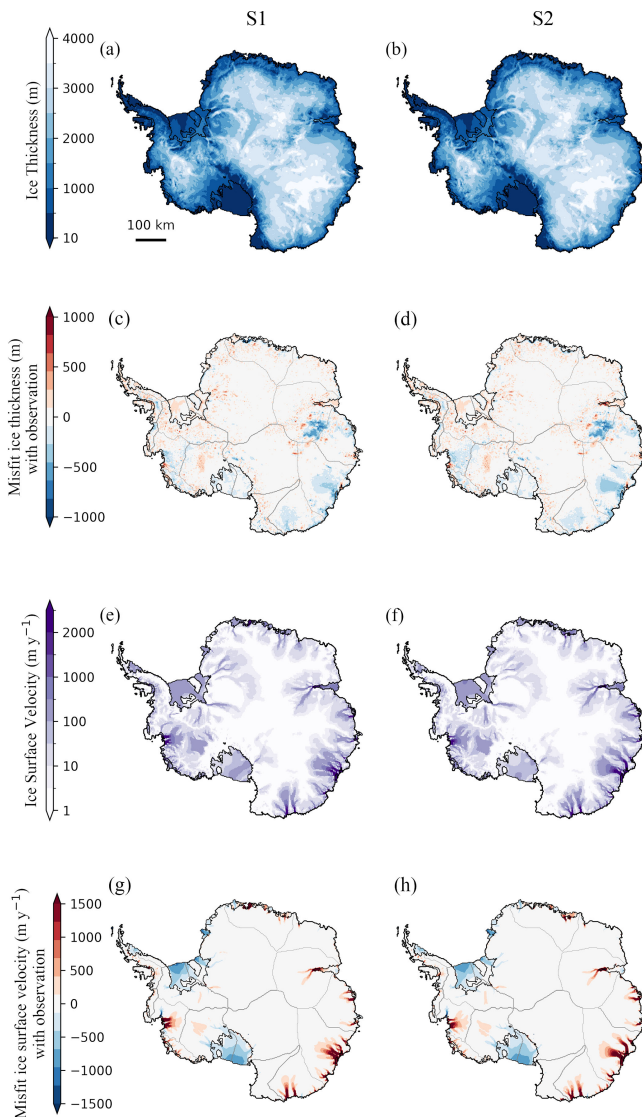 S1 S2
(a) (b)
4000
3000
2000
1000
10
Ice Thickness (m)
100 km
(c) (d)
1000
500
0
−500
−1000
Misfit ice thickness (m)
with observation
(e) (f)
2000
1000
100
10
1
Ice Surface Velocity (m y⁻¹)
(g) (h)
1500
1000
500
0
−500
−1000
−1500
Misfit ice surface velocity (m y⁻¹)
with observation